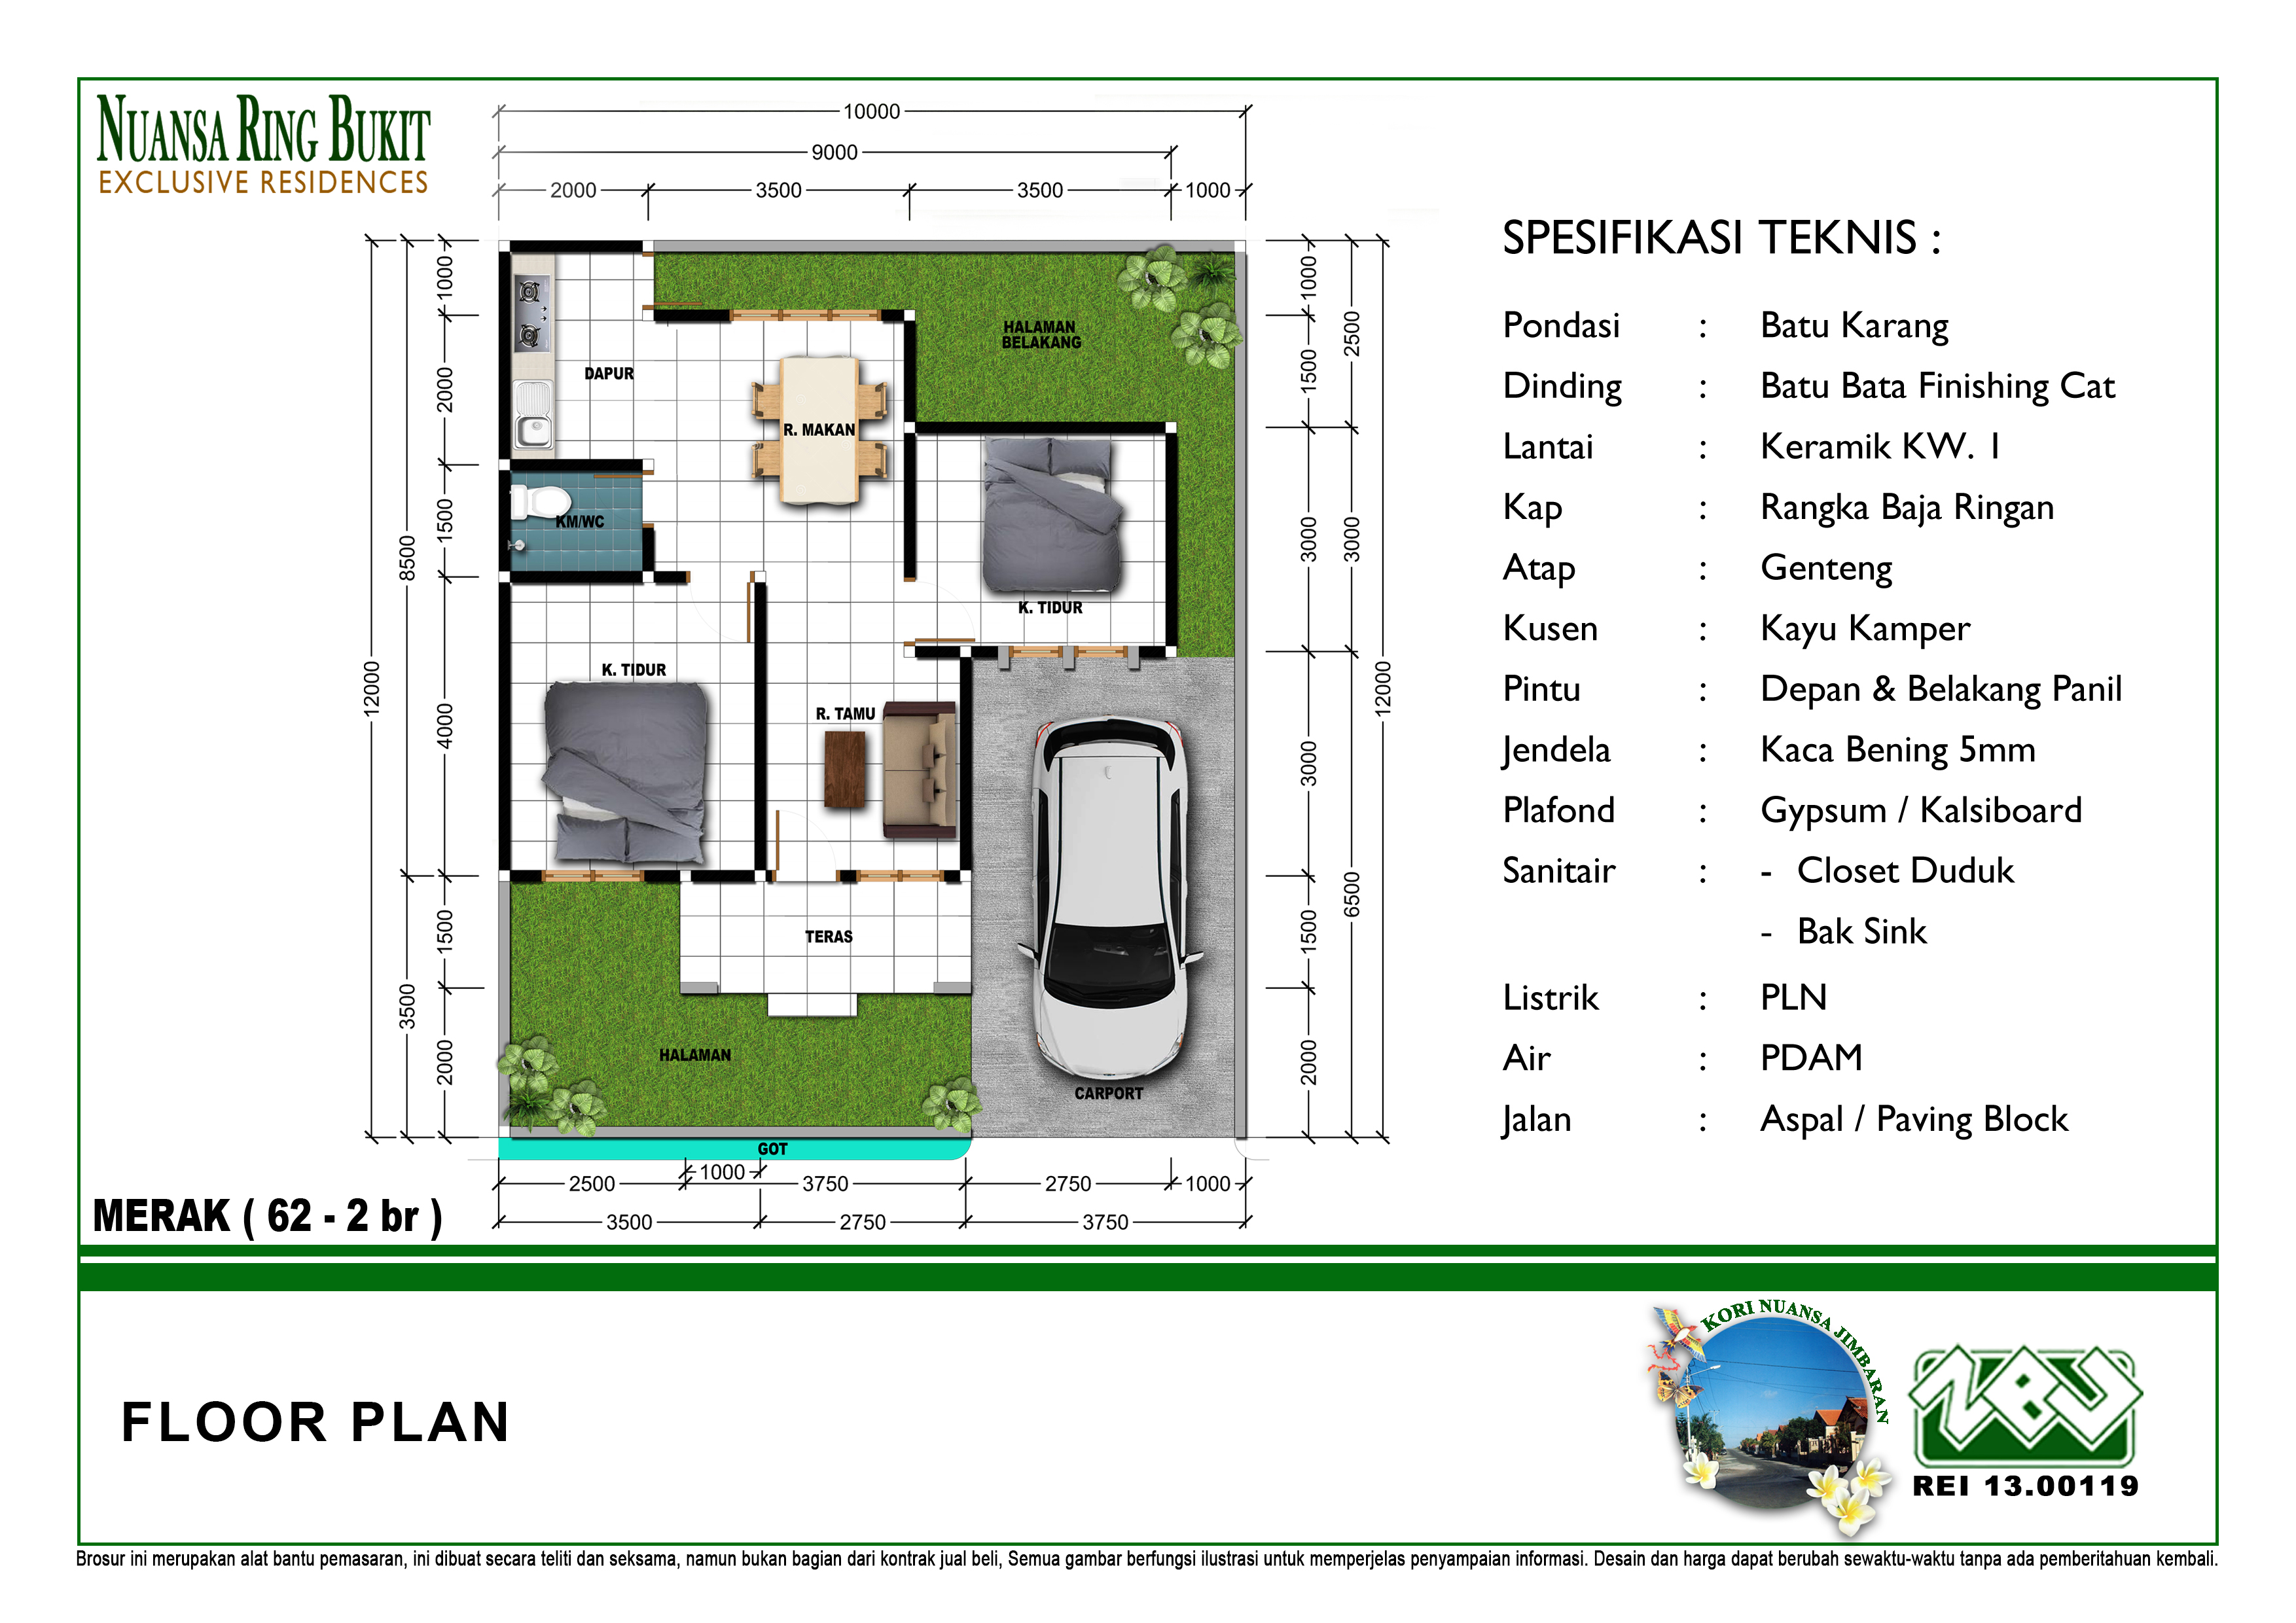 NUANSA RING BUKIT
EXCLUSIVE RESIDENCES
10000
9000
2000 3500 3500 1000
12000
8500
3500
1000
2000
1500
4000
1500
2000
DAPUR
R. MAKAN
HALAMAN
BELAKANG
KM/WC
K. TIDUR
K. TIDUR
R. TAMU
TERAS
HALAMAN
CARPORT
GOT
1000
1500
3000
3000
1500
2000
2500
3000
6500
12000
1000
2500 3750 2750 1000
3500 2750 3750
SPESIFIKASI TEKNIS :
Pondasi : Batu Karang
Dinding : Batu Bata Finishing Cat
Lantai : Keramik KW. 1
Kap : Rangka Baja Ringan
Atap : Genteng
Kusen : Kayu Kamper
Pintu : Depan & Belakang Panil
Jendela : Kaca Bening 5mm
Plafond : Gypsum / Kalsiboard
Sanitair : - Closet Duduk
- Bak Sink
Listrik : PLN
Air : PDAM
Jalan : Aspal / Paving Block
MERAK ( 62 - 2 br )
FLOOR PLAN
KORI NUANSA JIMBARAN
NBU
REI 13.00119
Brosur ini merupakan alat bantu pemasaran, ini dibuat secara teliti dan seksama, namun bukan bagian dari kontrak jual beli, Semua gambar berfungsi ilustrasi untuk memperjelas penyampaian informasi. Desain dan harga dapat berubah sewaktu-waktu tanpa ada pemberitahuan kembali.